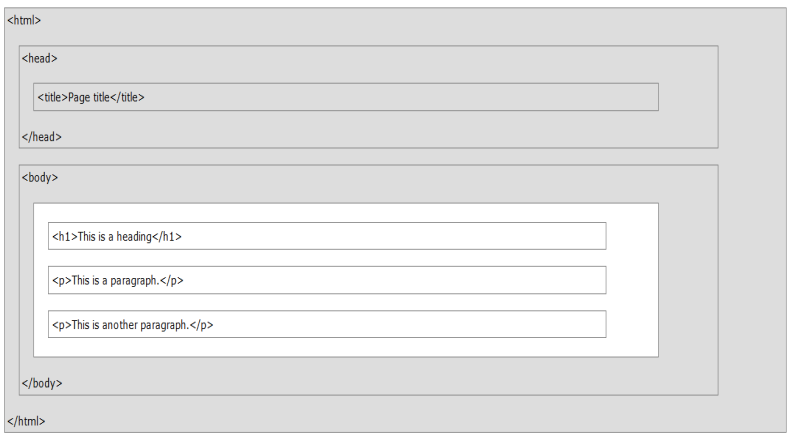 <html>
<head>
<title>Page title</title>
</head>
<body>
<h1>This is a heading</h1>
<p>This is a paragraph.</p>
<p>This is another paragraph.</p>
</body>
</html>